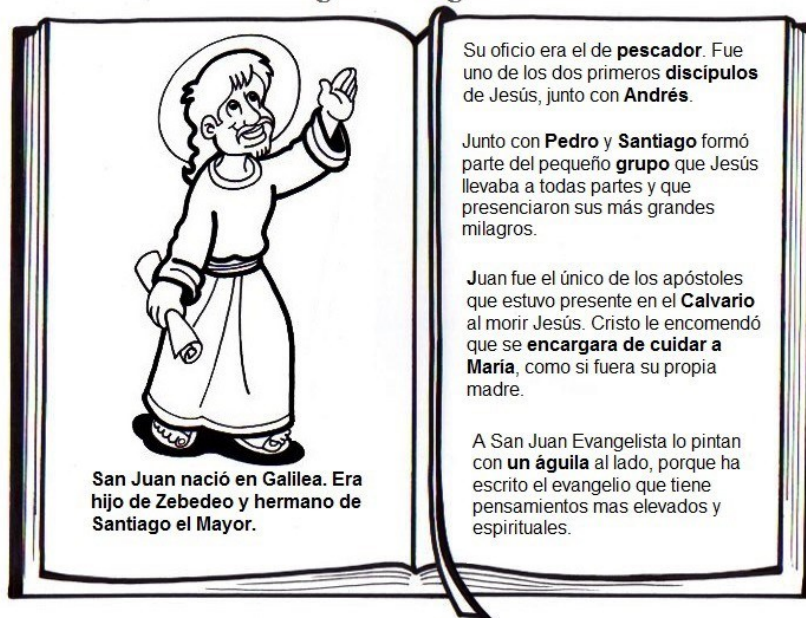 San Juan nació en Galilea. Era
hijo de Zebedeo y hermano de
Santiago el Mayor.
Su oficio era el de pescador. Fue
uno de los dos primeros discípulos
de Jesús, junto con Andrés.
Junto con Pedro y Santiago formó
parte del pequeño grupo que Jesús
llevaba a todas partes y que
presenciaron sus más grandes
milagros.
Juan fue el único de los apóstoles
que estuvo presente en el Calvario
al morir Jesús. Cristo le encomendó
que se encargara de cuidar a
María, como si fuera su propia
madre.
A San Juan Evangelista lo pintan
con un águila al lado, porque ha
escrito el evangelio que tiene
pensamientos mas elevados y
espirituales.